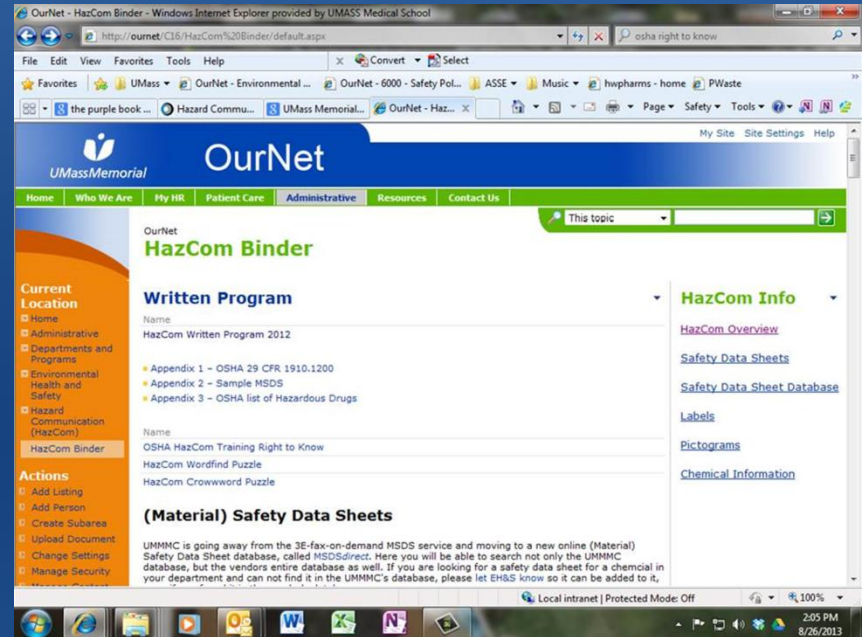 OurNet - HazCom Binder - Windows Internet Explorer provided by UMASS Medical School
http://ournet/C16/HazCom%20Binder/default.aspx
osha right to know
File Edit View Favorites Tools Help
x Convert Select
Favorites UMass OurNet - Environmental ... OurNet - 6000 - Safety Pol... ASSE Music hwpharms - home PWaste
the purple book ... Hazard Commu... UMass Memorial... OurNet - Haz... X Page Safety Tools
My Site Site Settings Help
UMassMemorial
OurNet
Home Who We Are My HR Patient Care Administrative Resources Contact Us
This topic
OurNet
HazCom Binder
Current Location
Home
Administrative
Departments and
Programs
Environmental
Health and
Safety
Hazard
Communication
(HazCom)
HazCom Binder
Actions
Add Listing
Add Person
Create Subarea
Upload Document
Change Settings
Manage Security
Written Program
Name
HazCom Written Program 2012
Appendix 1 – OSHA 29 CFR 1910.1200
Appendix 2 – Sample MSDS
Appendix 3 – OSHA list of Hazardous Drugs
Name
OSHA HazCom Training Right to Know
HazCom Wordfind Puzzle
HazCom Crowwword Puzzle
(Material) Safety Data Sheets
UMMMC is going away from the 3E-fax-on-demand MSDS service and moving to a new online (Material)
Safety Data Sheet database, called MSDSdirect. Here you will be able to search not only the UMMMC
database, but the vendors entire database as well. If you are looking for a safety data sheet for a chemcial in
your department and can not find it in the UMMMC's database, please let EH&S know so it can be added to it,
HazCom Info
HazCom Overview
Safety Data Sheets
Safety Data Sheet Database
Labels
Pictograms
Chemical Information
Local intranet | Protected Mode: Off
100%
2:05 PM
8/26/2013